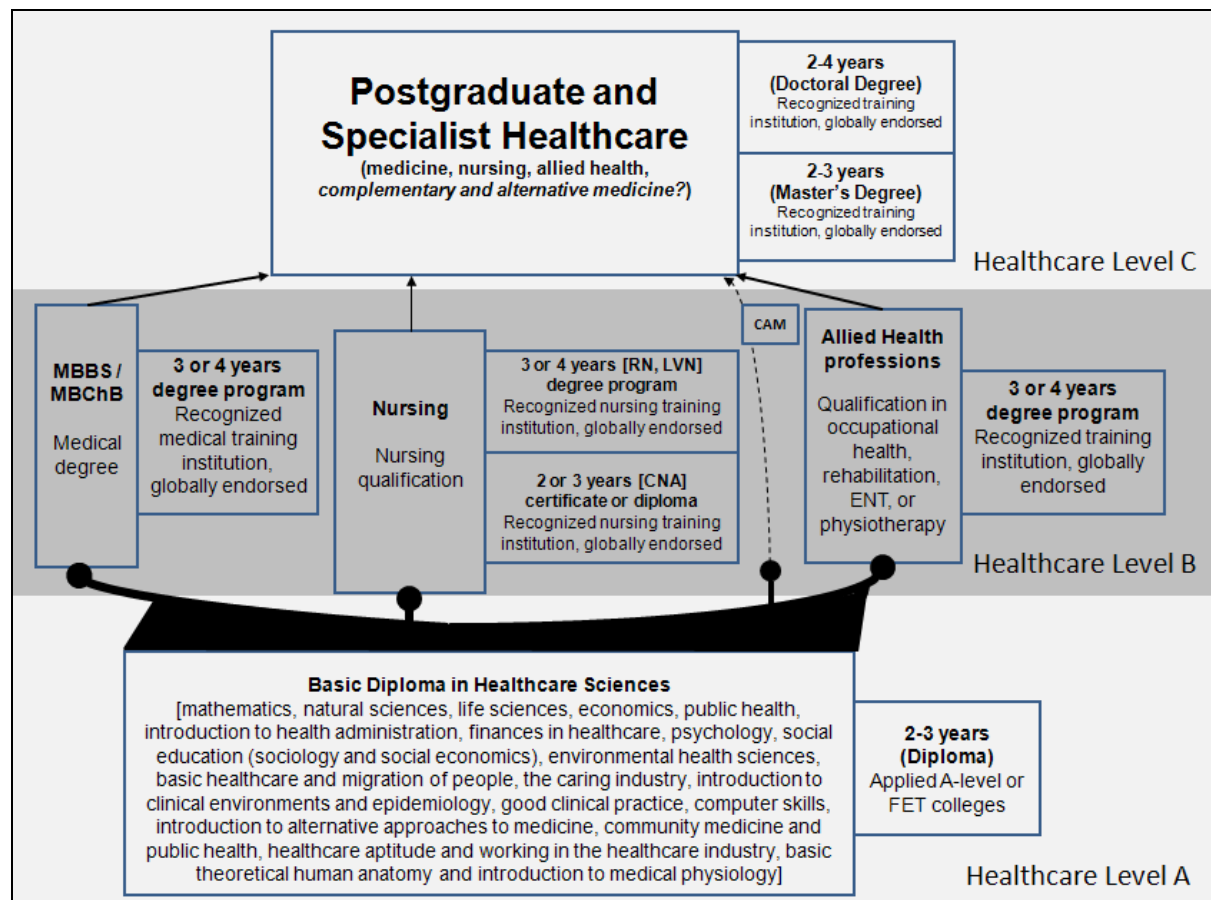 Postgraduate and
Specialist Healthcare
(medicine, nursing, allied health,
complementary and alternative medicine?)
2-4 years
(Doctoral Degree)
Recognized training
institution, globally endorsed
2-3 years
(Master's Degree)
Recognized training
institution, globally endorsed
Healthcare Level C
MBBS /
MBChB
Medical
degree
3 or 4 years
degree program
Recognized
medical training
institution,
globally endorsed
Nursing
Nursing
qualification
3 or 4 years [RN, LVN]
degree program
Recognized nursing training
institution, globally endorsed
2 or 3 years [CNA]
certificate or diploma
Recognized nursing training
institution, globally endorsed
CAM
Allied Health
professions
Qualification in
occupational
health,
rehabilitation,
ENT, or
physiotherapy
3 or 4 years
degree program
Recognized training
institution, globally
endorsed
Healthcare Level B
Basic Diploma in Healthcare Sciences
[mathematics, natural sciences, life sciences, economics, public health,
introduction to health administration, finances in healthcare, psychology, social
education (sociology and social economics), environmental health sciences,
basic healthcare and migration of people, the caring industry, introduction to
clinical environments and epidemiology, good clinical practice, computer skills,
introduction to alternative approaches to medicine, community medicine and
public health, healthcare aptitude and working in the healthcare industry, basic
theoretical human anatomy and introduction to medical physiology]
2-3 years
(Diploma)
Applied A-level or
FET colleges
Healthcare Level A